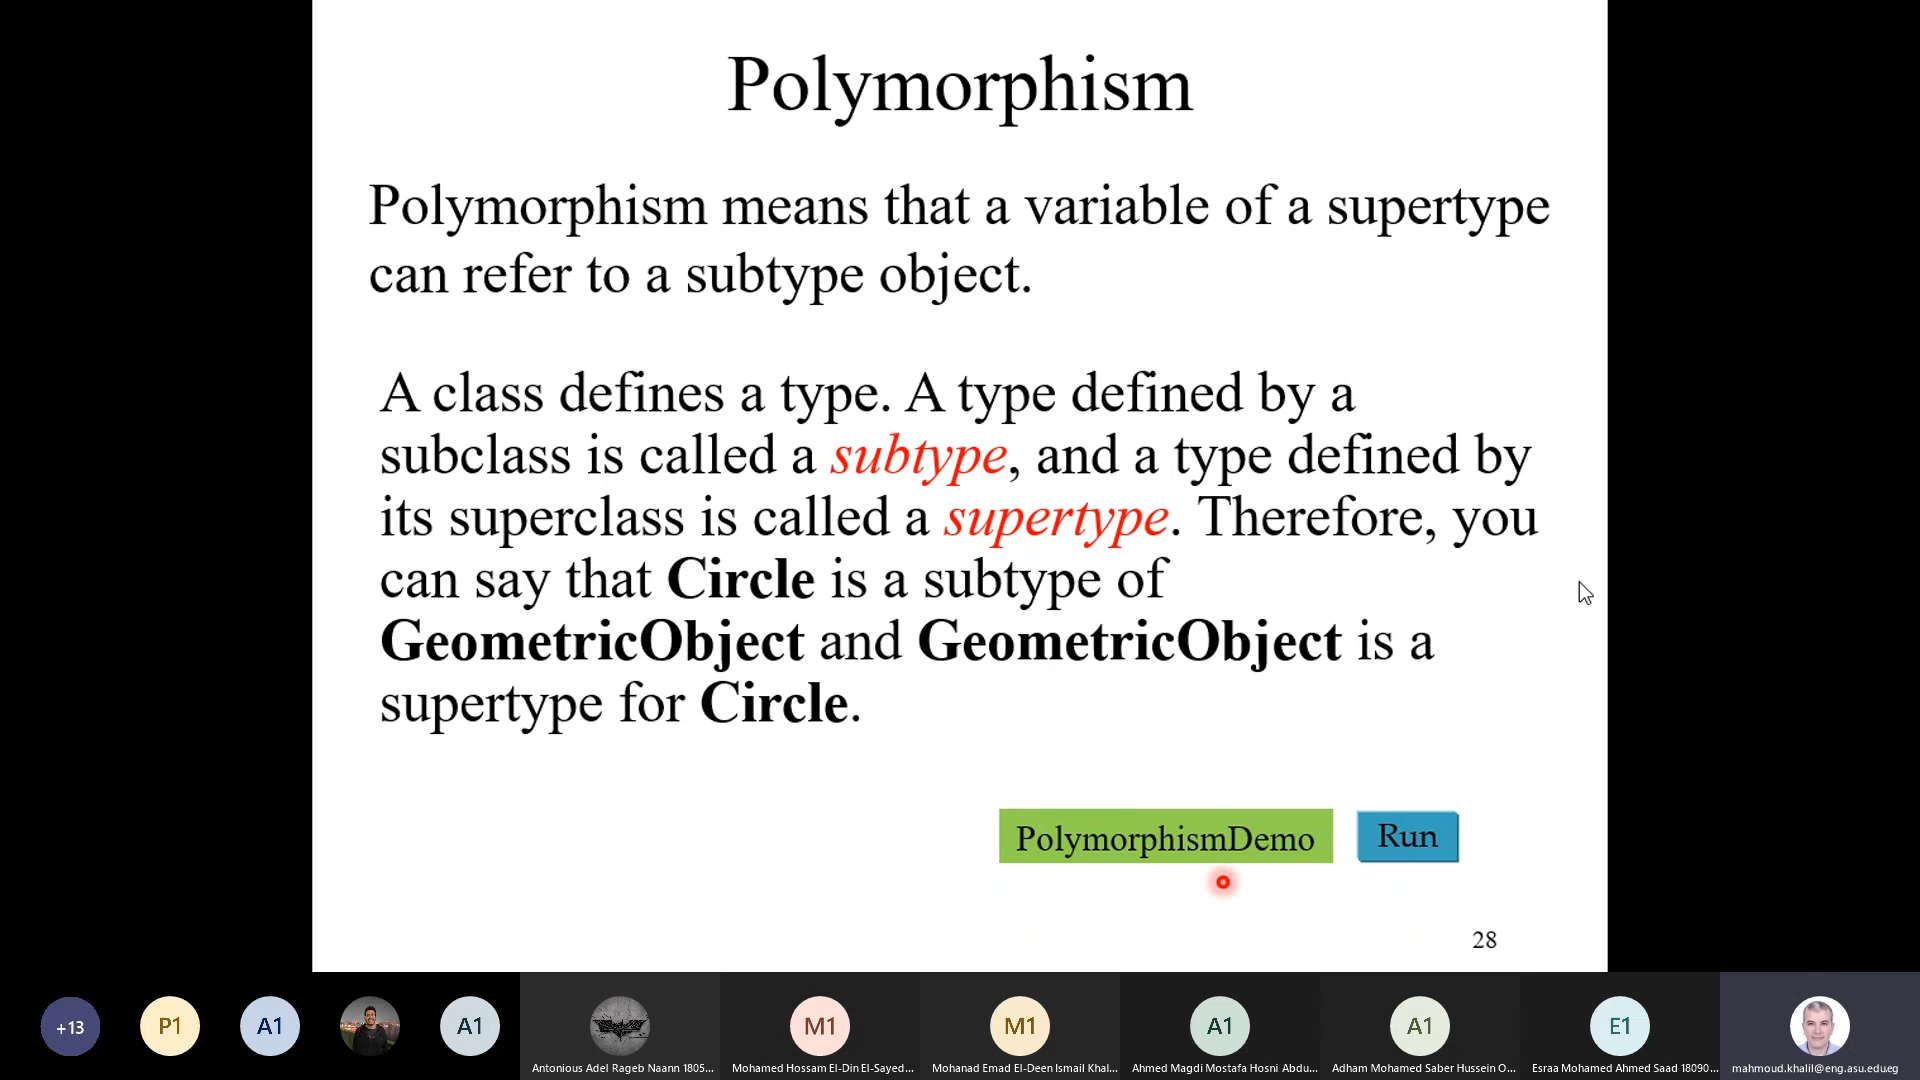 Polymorphism
Polymorphism means that a variable of a supertype
can refer to a subtype object.
A class defines a type. A type defined by a
subclass is called a subtype, and a type defined by
its superclass is called a supertype. Therefore, you
can say that Circle is a subtype of
GeometricObject and GeometricObject is a
supertype for Circle.
PolymorphismDemo
Run
28
+13
P1
A1
A1
M1
M1
A1
A1
E1
Antonious Adel Rageb Naann 1805...
Mohamed Hossam El-Din El-Sayed...
Mohanad Emad El-Deen Ismail Khal...
Ahmed Magdi Mostafa Hosni Abdu...
Adham Mohamed Saber Hussein O...
Esraa Mohamed Ahmed Saad 18090...
mahmoud.khalil@eng.asu.edu.eg